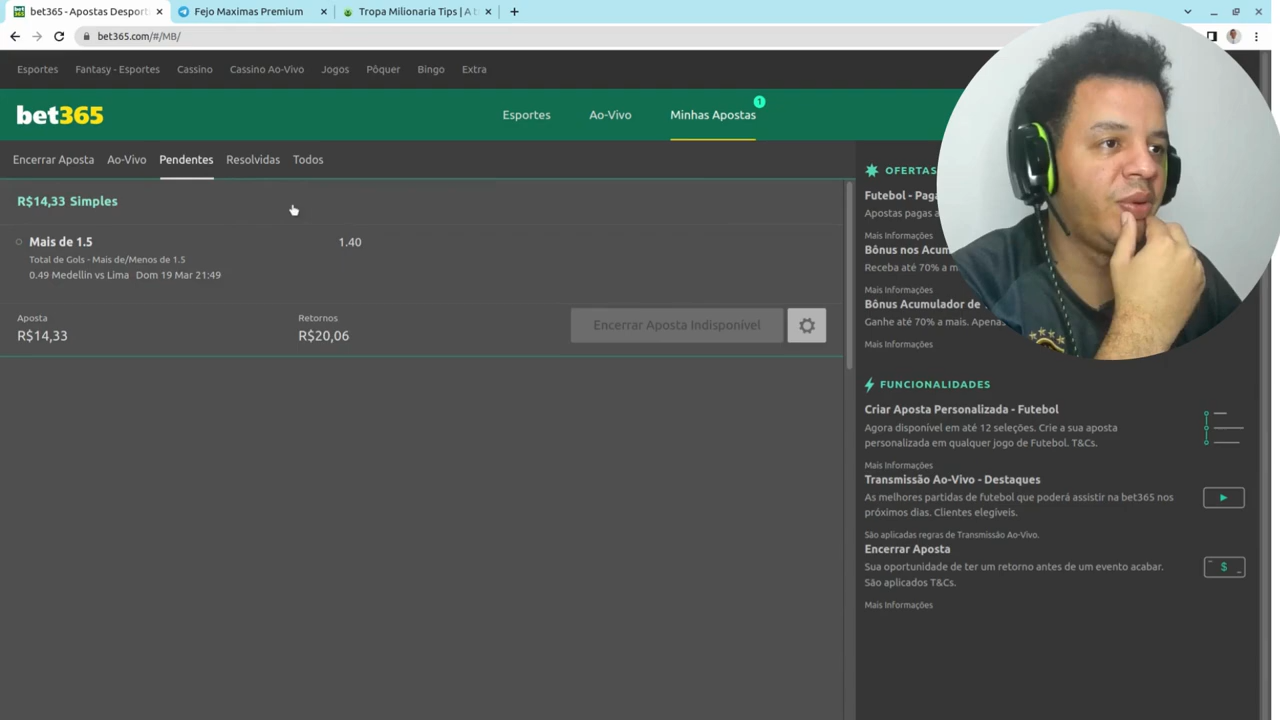 bet365 - Apostas Desport
Fejo Maximas Premium
Tropa Milionaria Tips | A t
bet365.com/#/MB/
Esportes
Fantasy - Esportes
Cassino
Cassino Ao-Vivo
Jogos
Pôquer
Bingo
Extra
bet365
Esportes
Ao-Vivo
Minhas Apostas
1
Encerrar Aposta
Ao-Vivo
Pendentes
Resolvidas
Todos
R$14,33 Simples
Mais de 1.5
1.40
Total de Gols - Mais de/Menos de 1.5
0.49 Medellin vs Lima Dom 19 Mar 21:49
Aposta
R$14,33
Retornos
R$20,06
Encerrar Aposta Indisponível
OFERTAS
Futebol - Paga
Apostas pagas a
Mais Informações
Bônus nos Acum
Receba até 70% a m
Mais Informações
Bônus Acumulador de
Ganhe até 70% a mais. Apena
Mais Informações
FUNCIONALIDADES
Criar Aposta Personalizada - Futebol
Agora disponível em até 12 seleções. Crie a sua aposta
personalizada em qualquer jogo de Futebol. T&Cs.
Mais Informações
Transmissão Ao-Vivo - Destaques
As melhores partidas de futebol que poderá assistir na bet365 nos
próximos dias. Clientes elegíveis.
São aplicadas regras de Transmissão Ao-Vivo.
Encerrar Aposta
Sua oportunidade de ter um retorno antes de um evento acabar.
São aplicados T&Cs.
Mais Informações